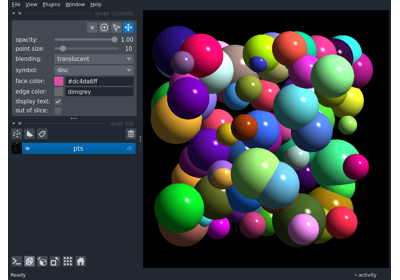 File View Plugins Window Help
layer controls
opacity: 1.00
point size: 10
blending: translucent
symbol: disc
face color: #dc4da6ff
edge color: dimgrey
display text: ✓
out of slice:
layer list
pts
Ready
activity